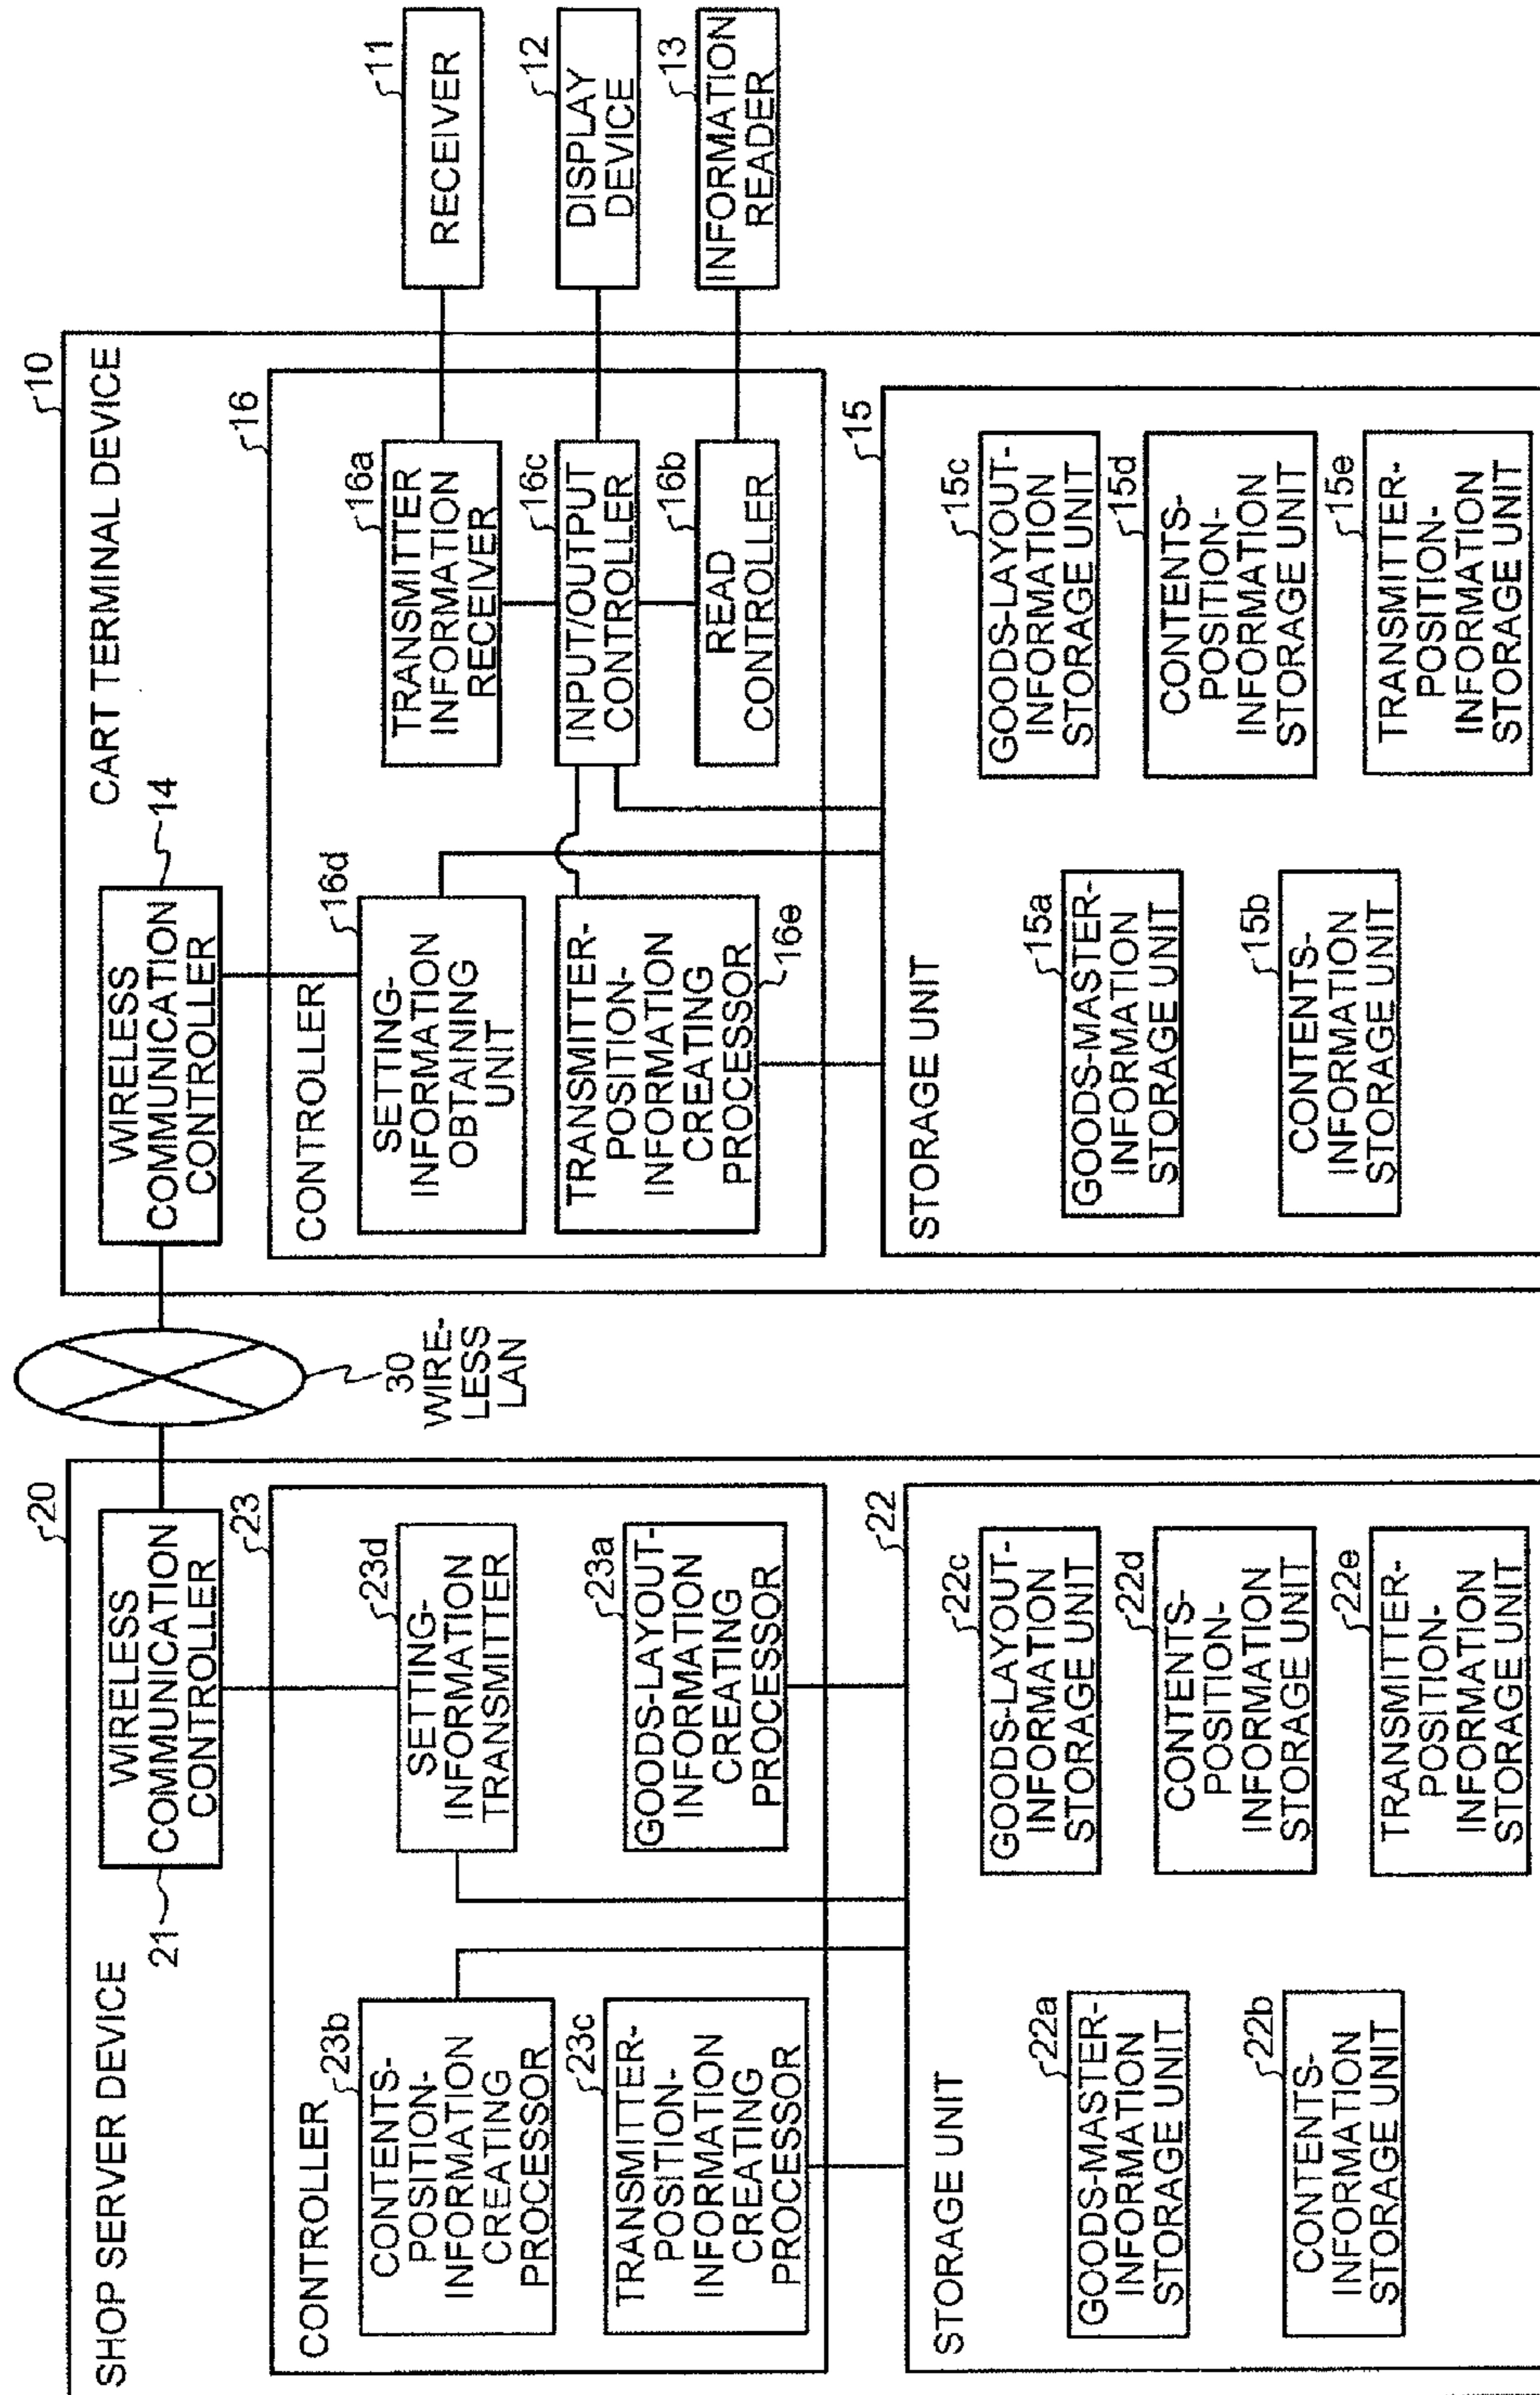 20
SHOP SERVER DEVICE
WIRELESS
COMMUNICATION
CONTROLLER
21
23
CONTROLLER
23b
CONTENTS-
POSITION-
INFORMATION
CREATING
PROCESSOR
23c
TRANSMITTER-
POSITION-
INFORMATION
CREATING
PROCESSOR
23d
SETTING-
INFORMATION
TRANSMITTER
23a
GOODS-LAYOUT-
INFORMATION
CREATING
PROCESSOR
22
STORAGE UNIT
22a
GOODS-MASTER-
INFORMATION
STORAGE UNIT
22b
CONTENTS-
INFORMATION
STORAGE UNIT
22c
GOODS-LAYOUT-
INFORMATION
STORAGE UNIT
22d
CONTENTS-
POSITION-
INFORMATION
STORAGE UNIT
22e
TRANSMITTER-
POSITION-
INFORMATION
STORAGE UNIT
30
WIRE-
LESS
LAN
10
CART TERMINAL DEVICE
WIRELESS
COMMUNICATION
CONTROLLER
14
16
CONTROLLER
16d
SETTING-
INFORMATION
OBTAINING
UNIT
TRANSMITTER-
POSITION-
INFORMATION
CREATING
PROCESSOR
16e
16a
TRANSMITTER
INFORMATION
RECEIVER
16c
INPUT/OUTPUT
CONTROLLER
16b
READ
CONTROLLER
15
STORAGE UNIT
15a
GOODS-MASTER-
INFORMATION
STORAGE UNIT
15b
CONTENTS-
INFORMATION
STORAGE UNIT
15c
GOODS-LAYOUT-
INFORMATION
STORAGE UNIT
15d
CONTENTS-
POSITION-
INFORMATION
STORAGE UNIT
15e
TRANSMITTER-
POSITION-
INFORMATION
STORAGE UNIT
11
RECEIVER
12
DISPLAY
DEVICE
13
INFORMATION
READER